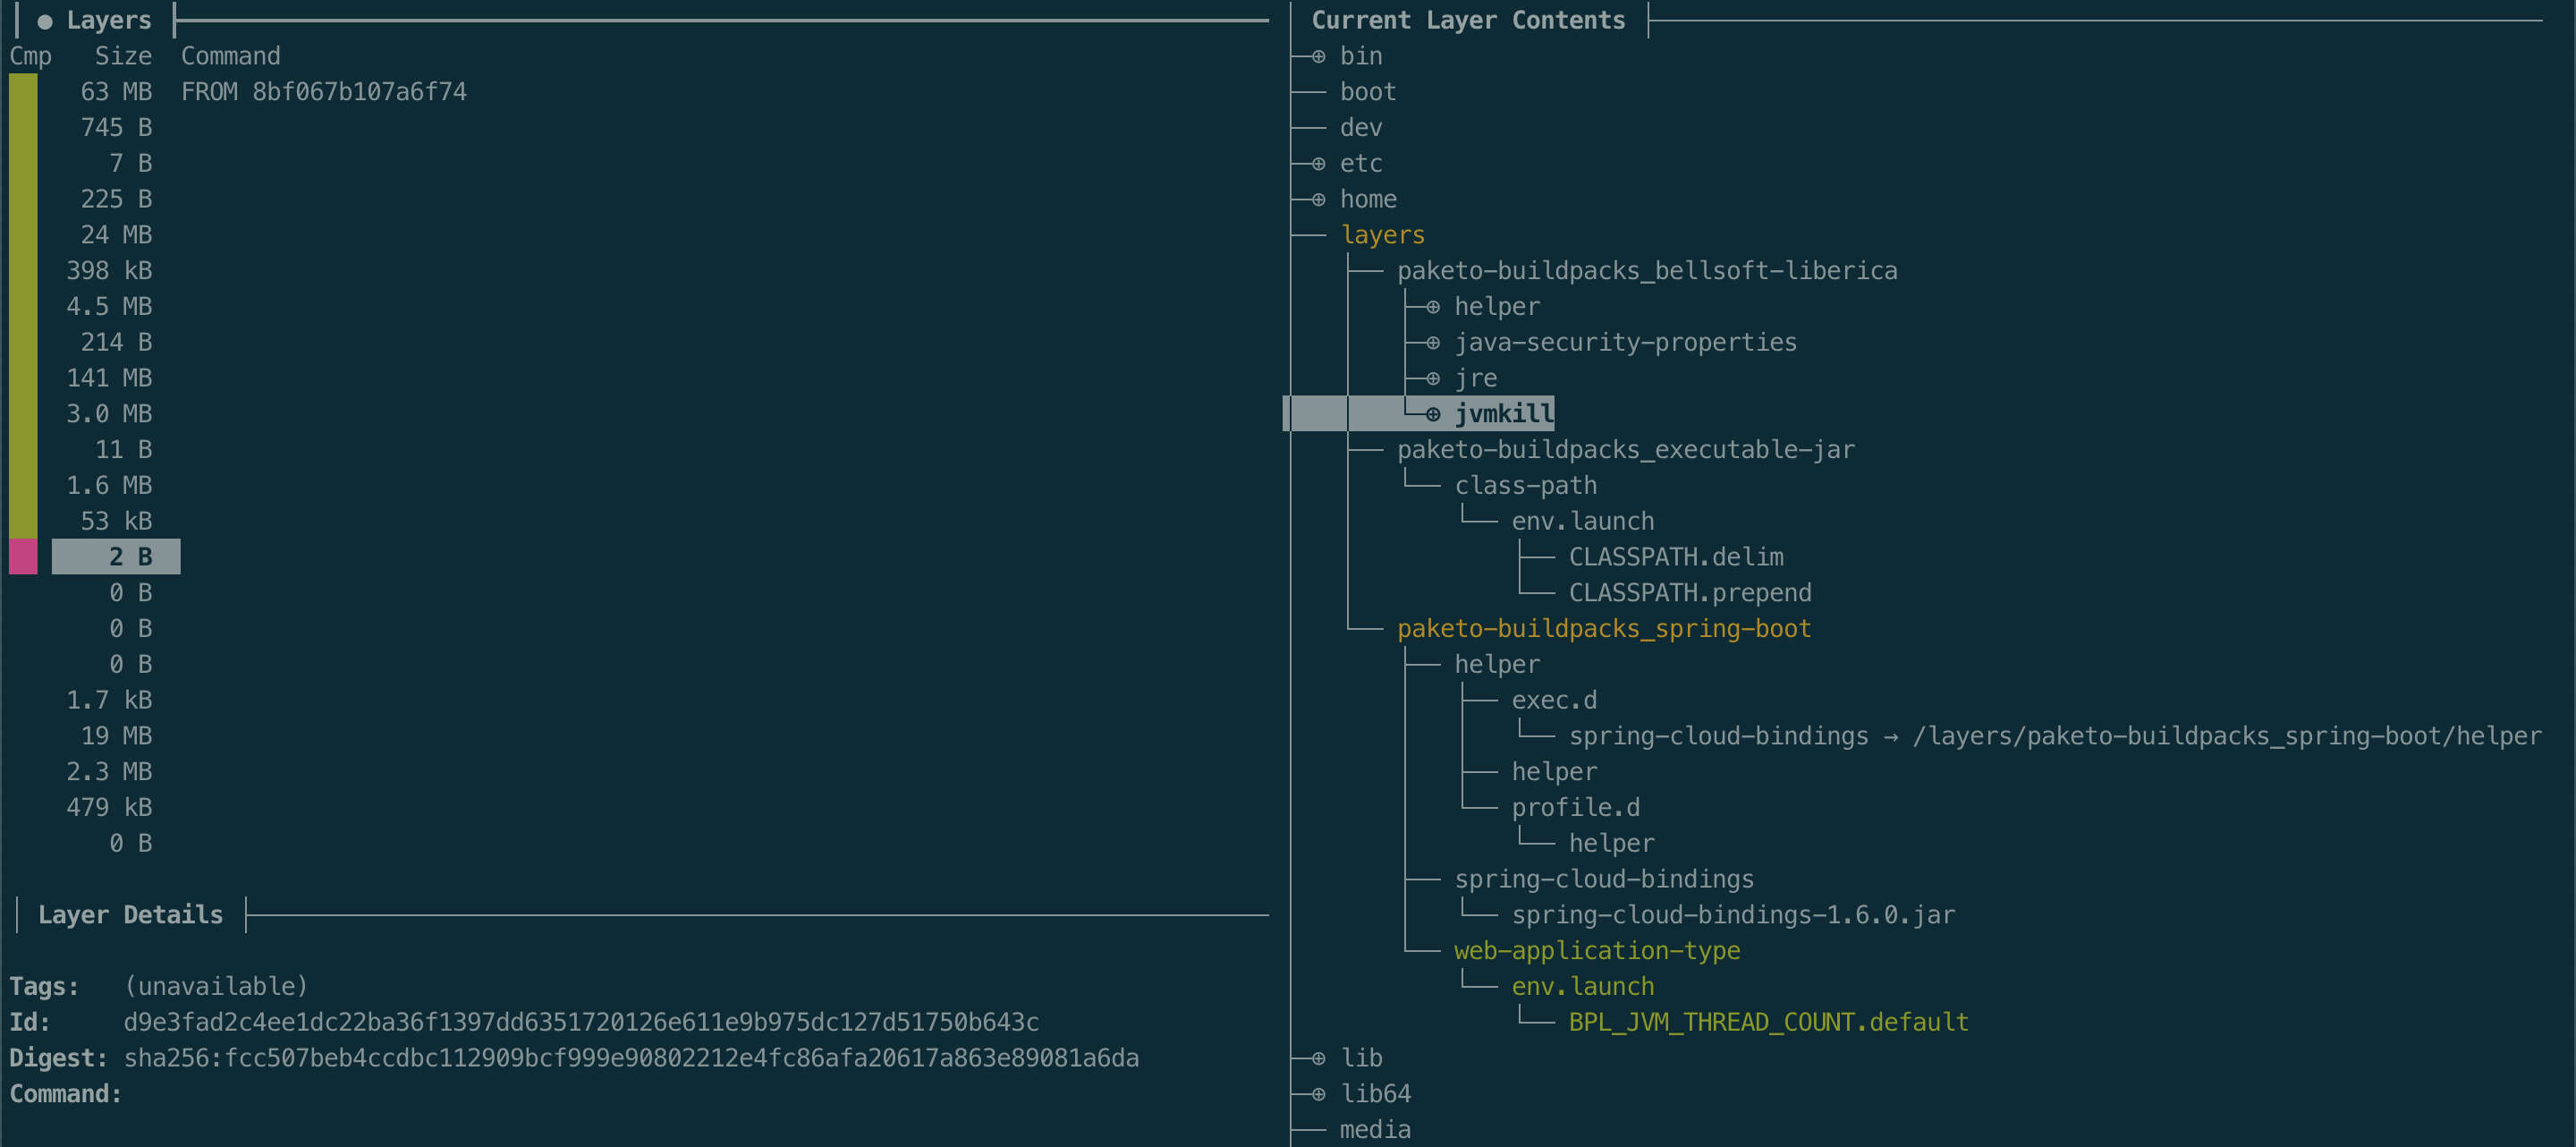 ● Layers
Cmp Size Command
63 MB FROM 8bf067b107a6f74
745 B
7 B
225 B
24 MB
398 kB
4.5 MB
214 B
141 MB
3.0 MB
11 B
1.6 MB
53 kB
2 B
0 B
0 B
0 B
1.7 kB
19 MB
2.3 MB
479 kB
0 B
Layer Details
Tags: (unavailable)
Id: d9e3fad2c4ee1dc22ba36f1397dd6351720126e611e9b975dc127d51750b643c
Digest: sha256:fcc507beb4ccdbc112909bcf999e90802212e4fc86afa20617a863e89081a6da
Command:
Current Layer Contents
├─⊕ bin
├── boot
├── dev
├─⊕ etc
├─⊕ home
├── layers
│   ├── paketo-buildpacks_bellsoft-liberica
│   │   ├─⊕ helper
│   │   ├─⊕ java-security-properties
│   │   ├─⊕ jre
│   │   └─⊕ jvmkill
│   ├── paketo-buildpacks_executable-jar
│   │   └── class-path
│   │       └── env.launch
│   │           ├── CLASSPATH.delim
│   │           └── CLASSPATH.prepend
│   └── paketo-buildpacks_spring-boot
│       ├── helper
│       │   ├── exec.d
│       │   │   └── spring-cloud-bindings → /layers/paketo-buildpacks_spring-boot/helper
│       │   ├── helper
│       │   └── profile.d
│       │       └── helper
│       ├── spring-cloud-bindings
│       │   └── spring-cloud-bindings-1.6.0.jar
│       └── web-application-type
│           └── env.launch
│               └── BPL_JVM_THREAD_COUNT.default
├─⊕ lib
├─⊕ lib64
├── media